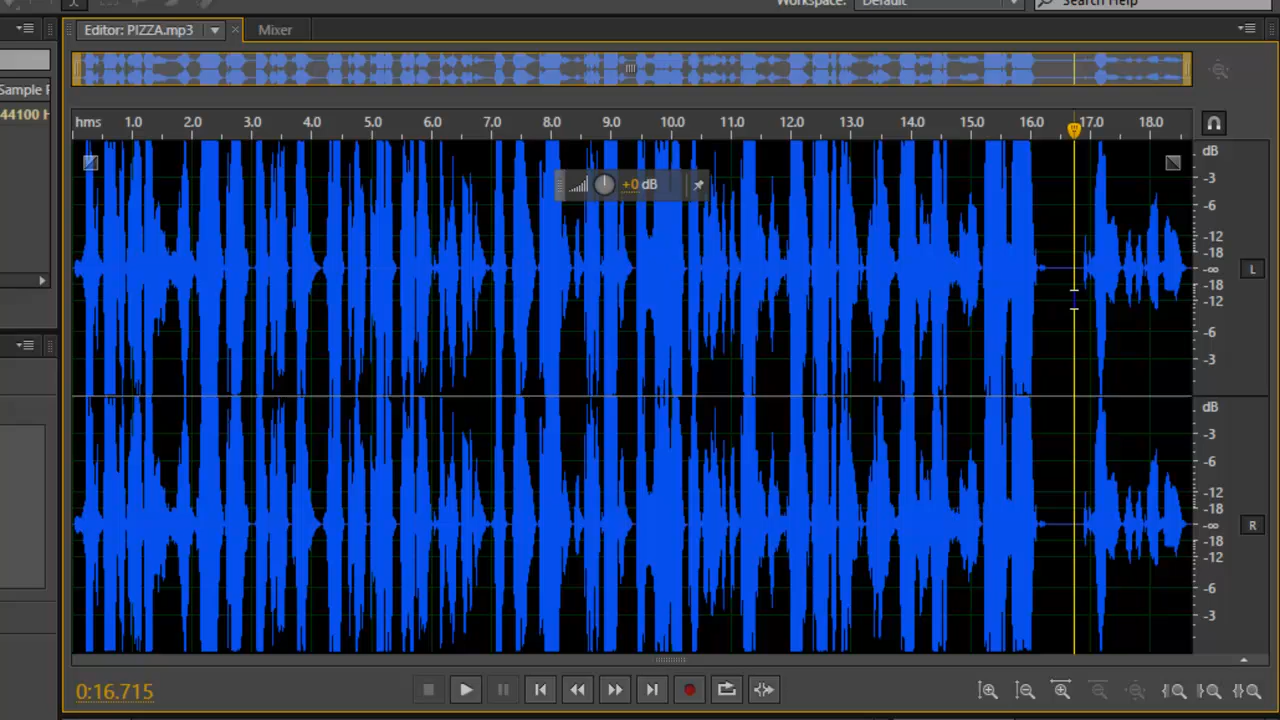 Workspace: Default Search Help
Editor: PIZZA.mp3 Mixer
Sample
44100
hms 1.0 2.0 3.0 4.0 5.0 6.0 7.0 8.0 9.0 10.0 11.0 12.0 13.0 14.0 15.0 16.0 17.0 18.0
+0 dB
dB
-3
-6
-12
-18
-∞ L
-18
-12
-6
-3
dB
-3
-6
-12
-18
-∞ R
-18
-12
-6
-3
0:16.715